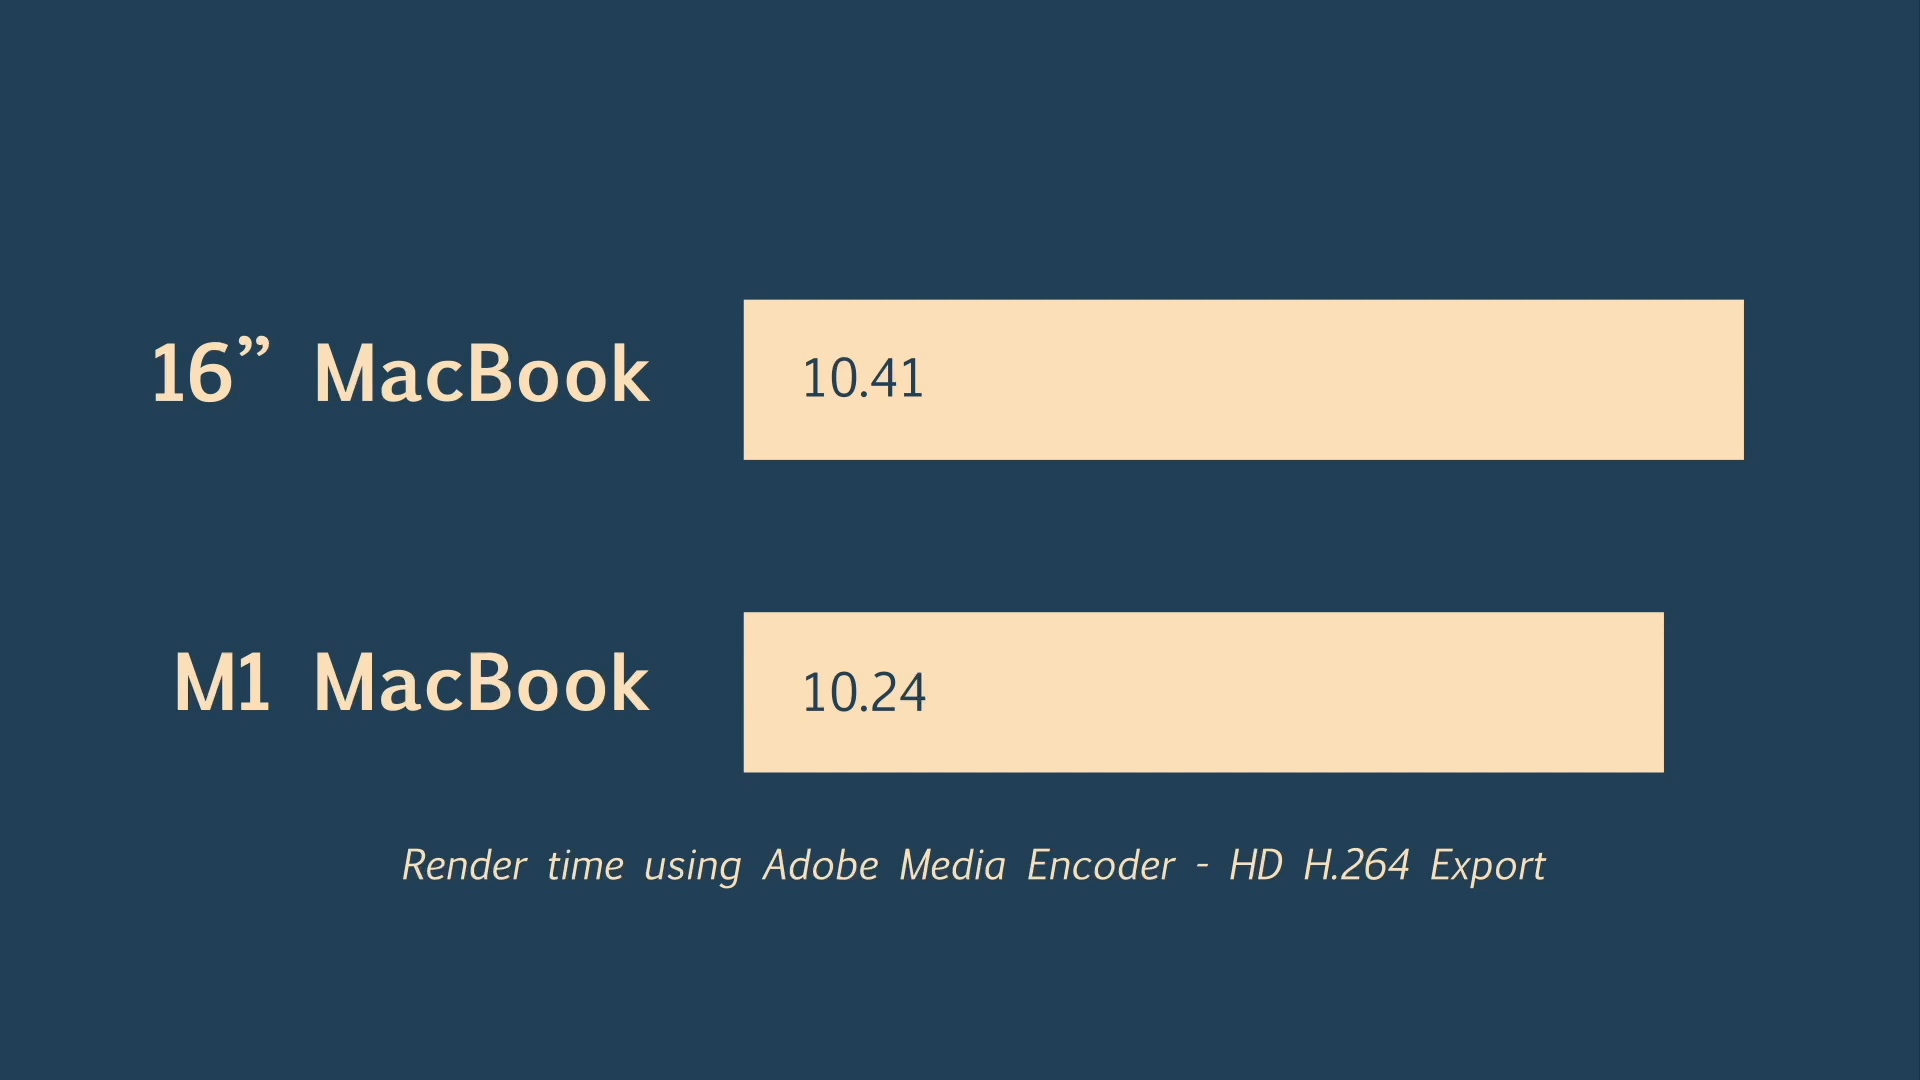 16” MacBook
10.41
M1 MacBook
10.24
Render time using Adobe Media Encoder - HD H.264 Export